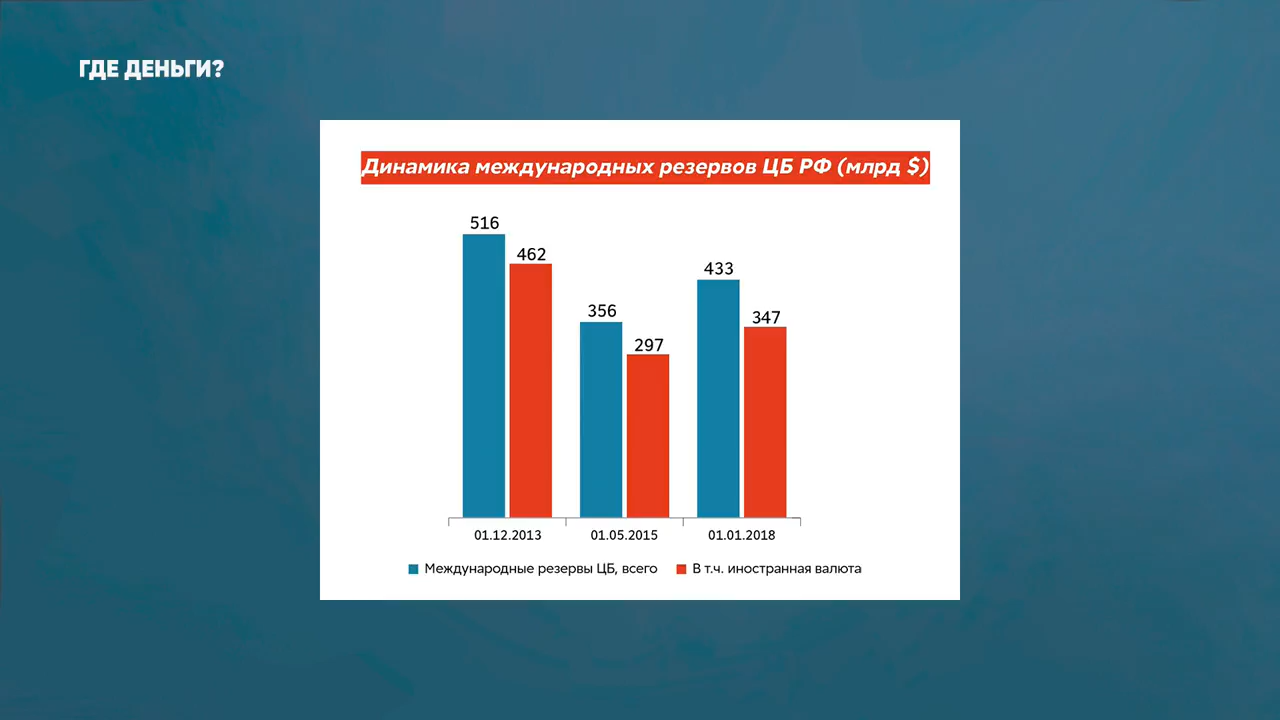 ГДЕ ДЕНЬГИ?
Динамика международных резервов ЦБ РФ (млрд $)
516
462
356
297
433
347
01.12.2013
01.05.2015
01.01.2018
Международные резервы ЦБ, всего
В т.ч. иностранная валюта